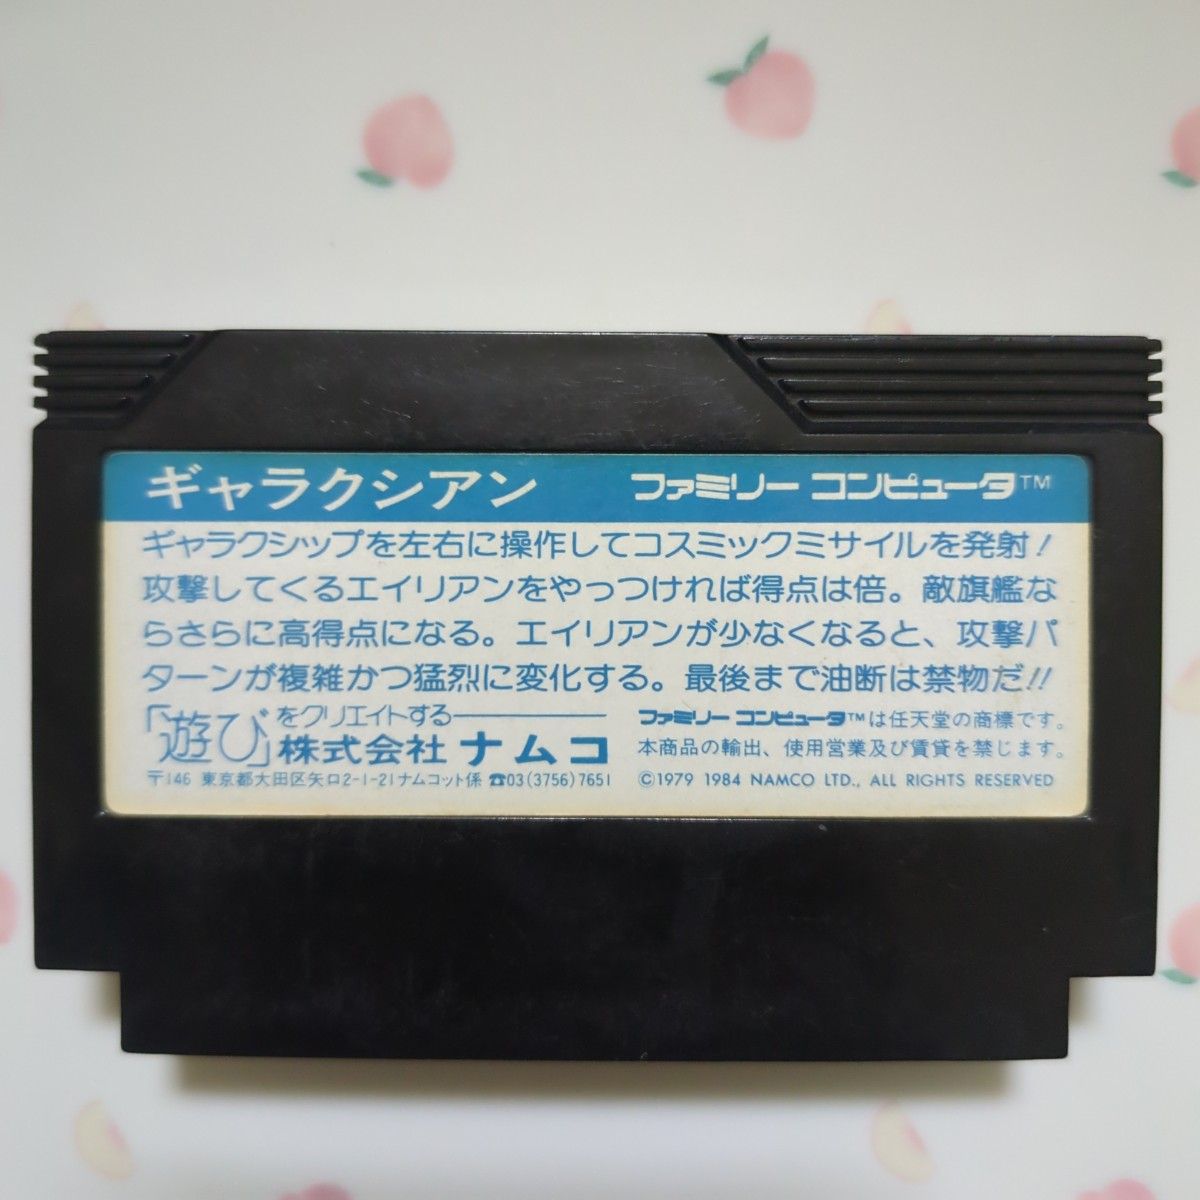 ギャラクシアン ファミリー コンピュータ™
ギャラクシップを左右に操作してコスミックミサイルを発射!
攻撃してくるエイリアンをやっつければ得点は倍。敵旗艦な
らさらに高得点になる。エイリアンが少なくなると、攻撃パ
ターンが複雑かつ猛烈に変化する。最後まで油断は禁物だ!!
「遊び」をクリエイトする
株式会社 ナムコ
〒146 東京都大田区矢口2-1-21 ナムコット係 ☎03(3756)7651
ファミリー コンピュータ™は任天堂の商標です。
本商品の輸出、使用営業及び賃貸を禁じます。
©1979 1984 NAMCO LTD., ALL RIGHTS RESERVED